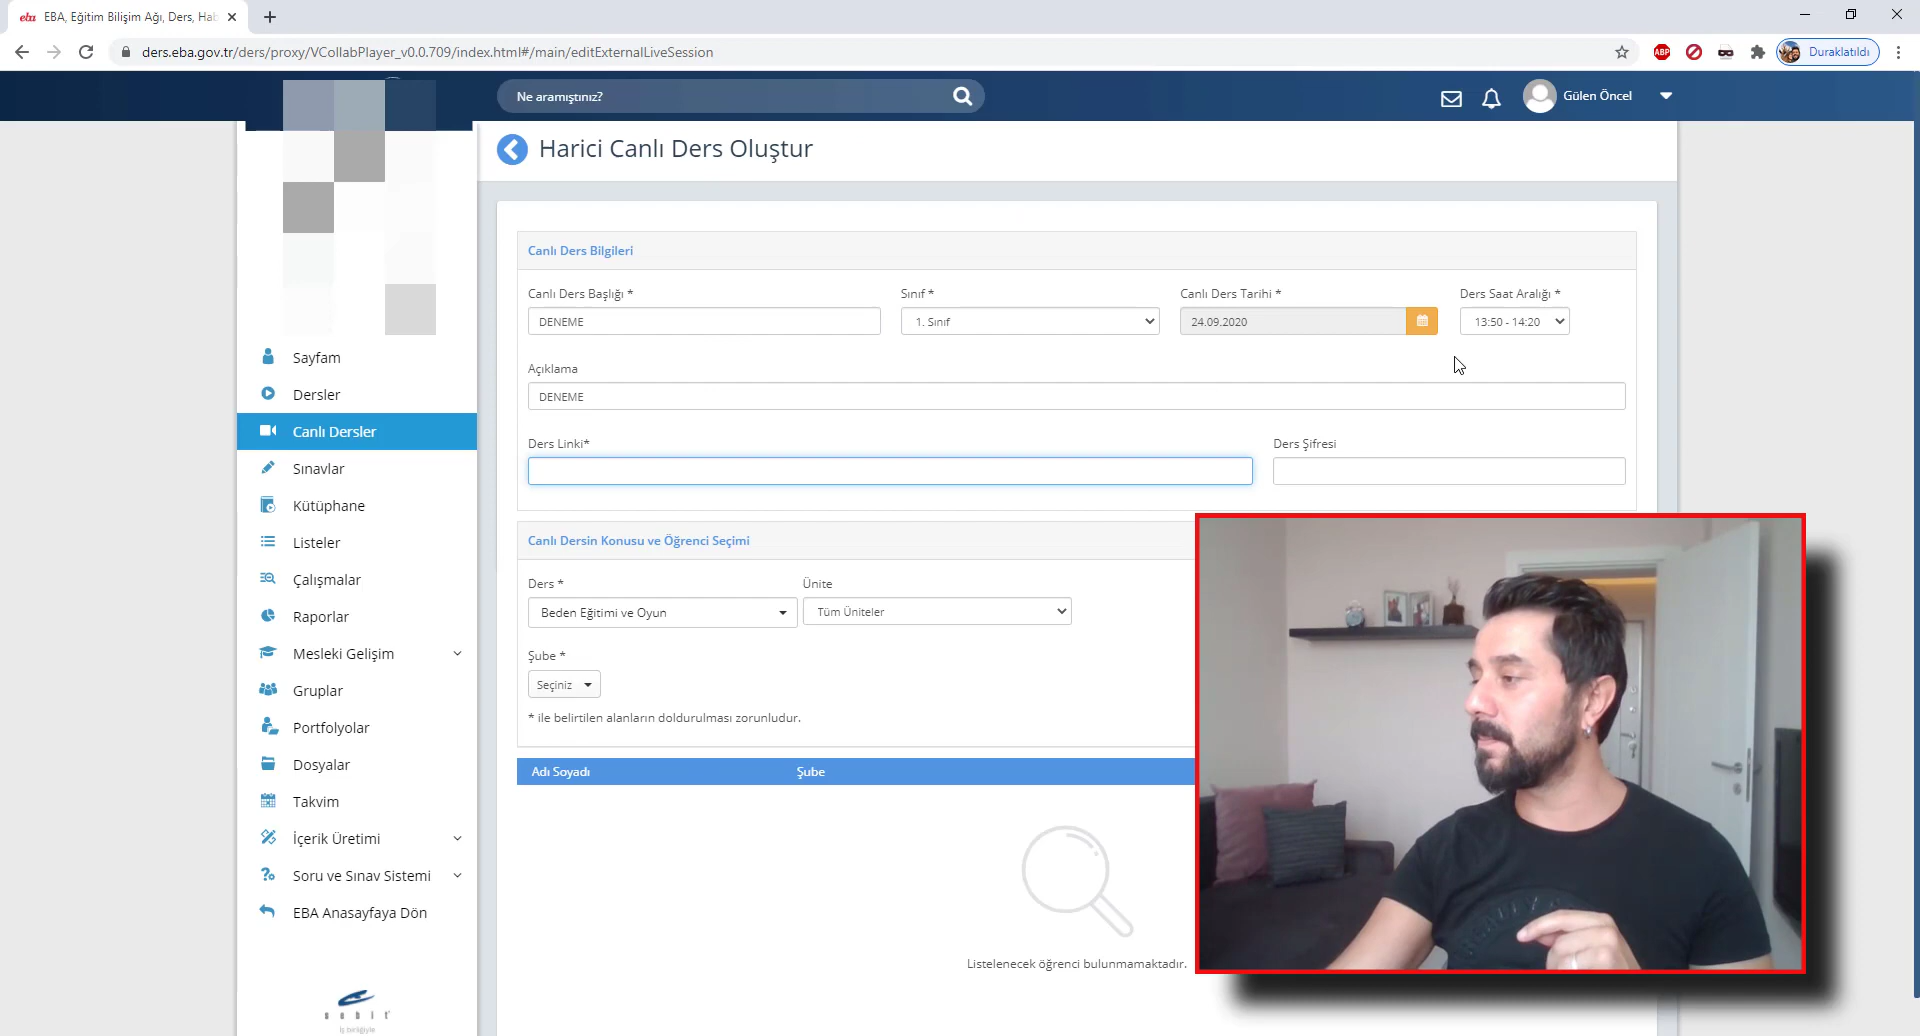 eba EBA, Eğitim Bilişim Ağı, Ders, Hab
ders.eba.gov.tr/ders/proxy/VCollabPlayer_v0.0.709/index.html#/main/editExternalLiveSession
ABP
Duraklatıldı
Ne aramıştınız?
Gülen Öncel
Harici Canlı Ders Oluştur
Sayfam
Dersler
Canlı Dersler
Sınavlar
Kütüphane
Listeler
Çalışmalar
Raporlar
Mesleki Gelişim
Gruplar
Portfolyolar
Dosyalar
Takvim
İçerik Üretimi
Soru ve Sınav Sistemi
EBA Anasayfaya Dön
sebit
iş birliğiyle
Canlı Ders Bilgileri
Canlı Ders Başlığı * Sınıf * Canlı Ders Tarihi * Ders Saat Aralığı *
DENEME 1. Sınıf 24.09.2020 13:50 - 14:20
Açıklama
DENEME
Ders Linki* Ders Şifresi
Canlı Dersin Konusu ve Öğrenci Seçimi
Ders * Ünite
Beden Eğitimi ve Oyun Tüm Üniteler
Şube *
Seçiniz
* ile belirtilen alanların doldurulması zorunludur.
Adı Soyadı Şube
Listelenecek öğrenci bulunmamaktadır.